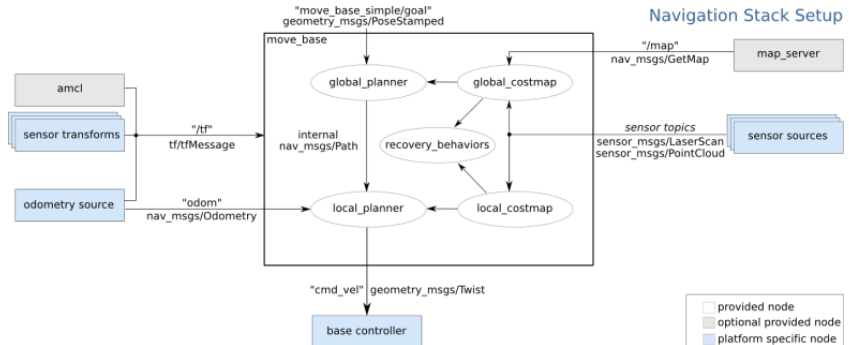 Navigation Stack Setup
"move_base_simple/goal"
geometry_msgs/PoseStamped
move_base
"/map"
nav_msgs/GetMap
map_server
global_planner
global_costmap
amcl
sensor transforms
"/tf"
tf/tfMessage
internal
nav_msgs/Path
recovery_behaviors
sensor topics
sensor_msgs/LaserScan
sensor_msgs/PointCloud
sensor sources
odometry source
"odom"
nav_msgs/Odometry
local_planner
local_costmap
"cmd_vel"
geometry_msgs/Twist
base controller
provided node
optional provided node
platform specific node